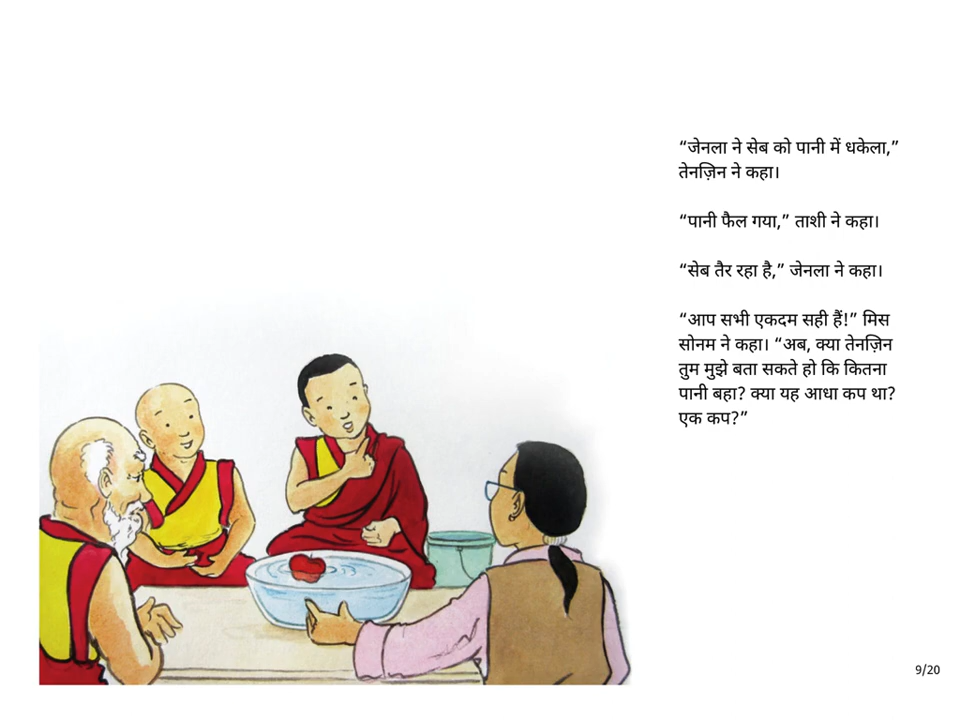 “जेनला ने सेब को पानी में धकेला,”
तेनज़िन ने कहा।
“पानी फैल गया,” ताशी ने कहा।
“सेब तैर रहा है,” जेनला ने कहा।
“आप सभी एकदम सही हैं!” मिस
सोनम ने कहा। “अब, क्या तेनज़िन
तुम मुझे बता सकते हो कि कितना
पानी बहा? क्या यह आधा कप था?
एक कप?”
9/20